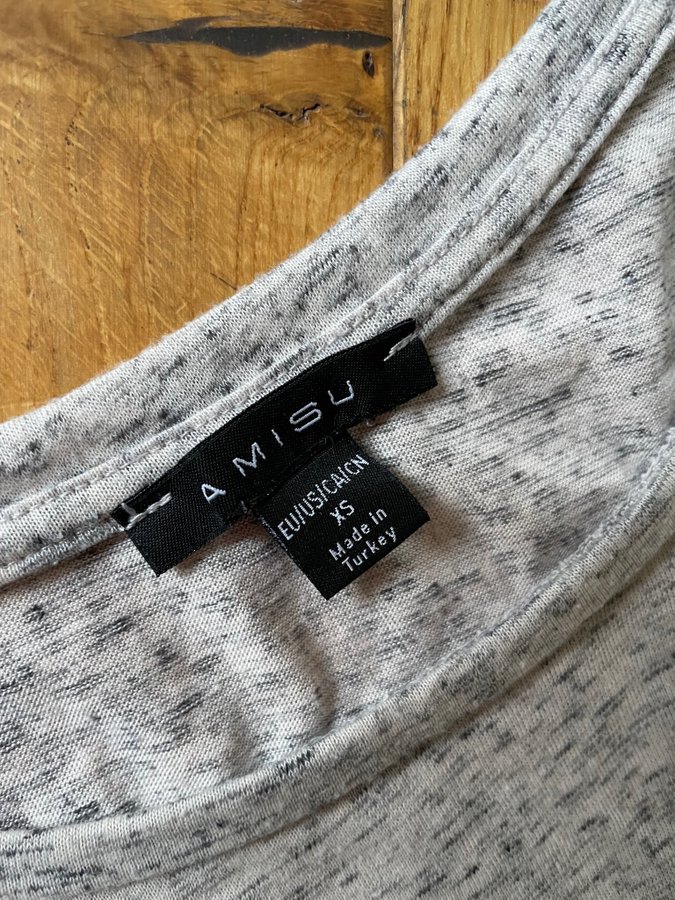 AMISU
EU/US/CA/CN
XS
Made in
Turkey